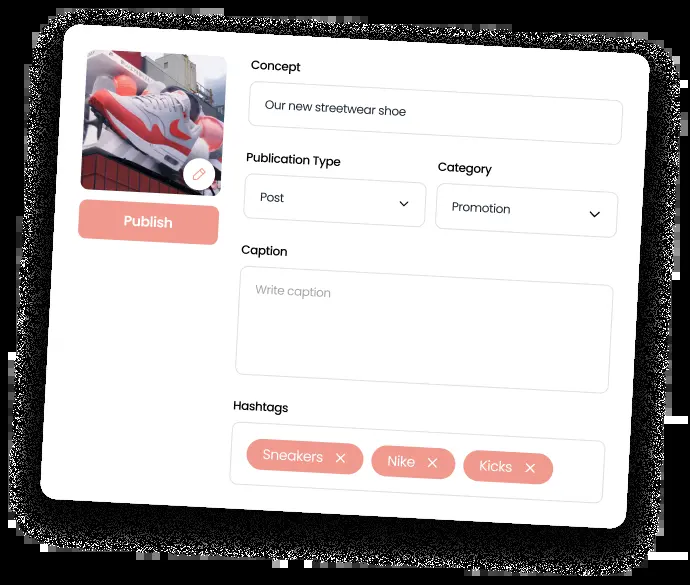 Concept
Our new streetwear shoe
Publication Type
Category
Post
Promotion
Publish
Caption
Write caption
Hashtags
Sneakers
Nike
Kicks